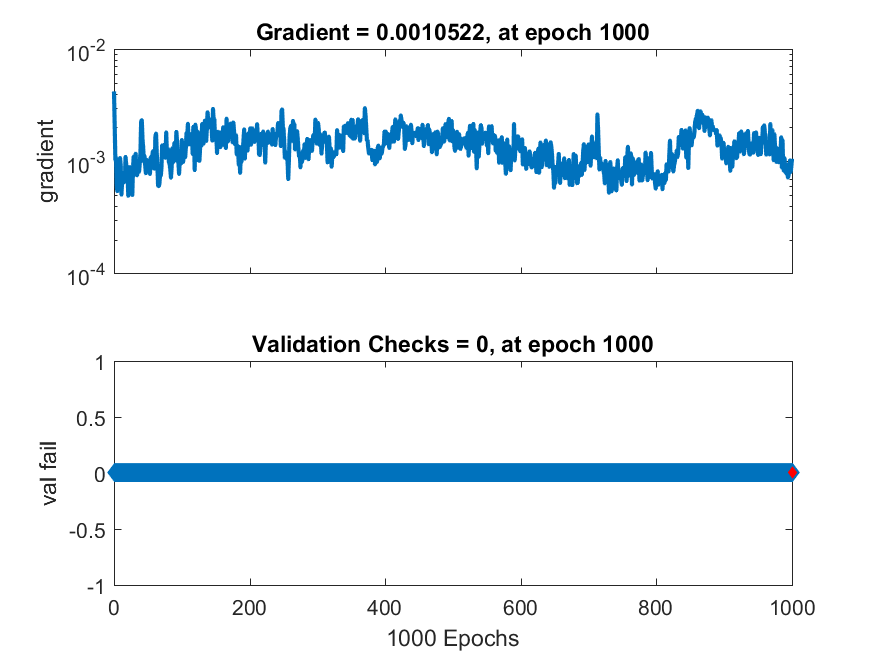 Gradient = 0.0010522, at epoch 1000
10-2
10-3
10-4
gradient
Validation Checks = 0, at epoch 1000
1
0.5
0
-0.5
-1
val fail
0 200 400 600 800 1000
1000 Epochs